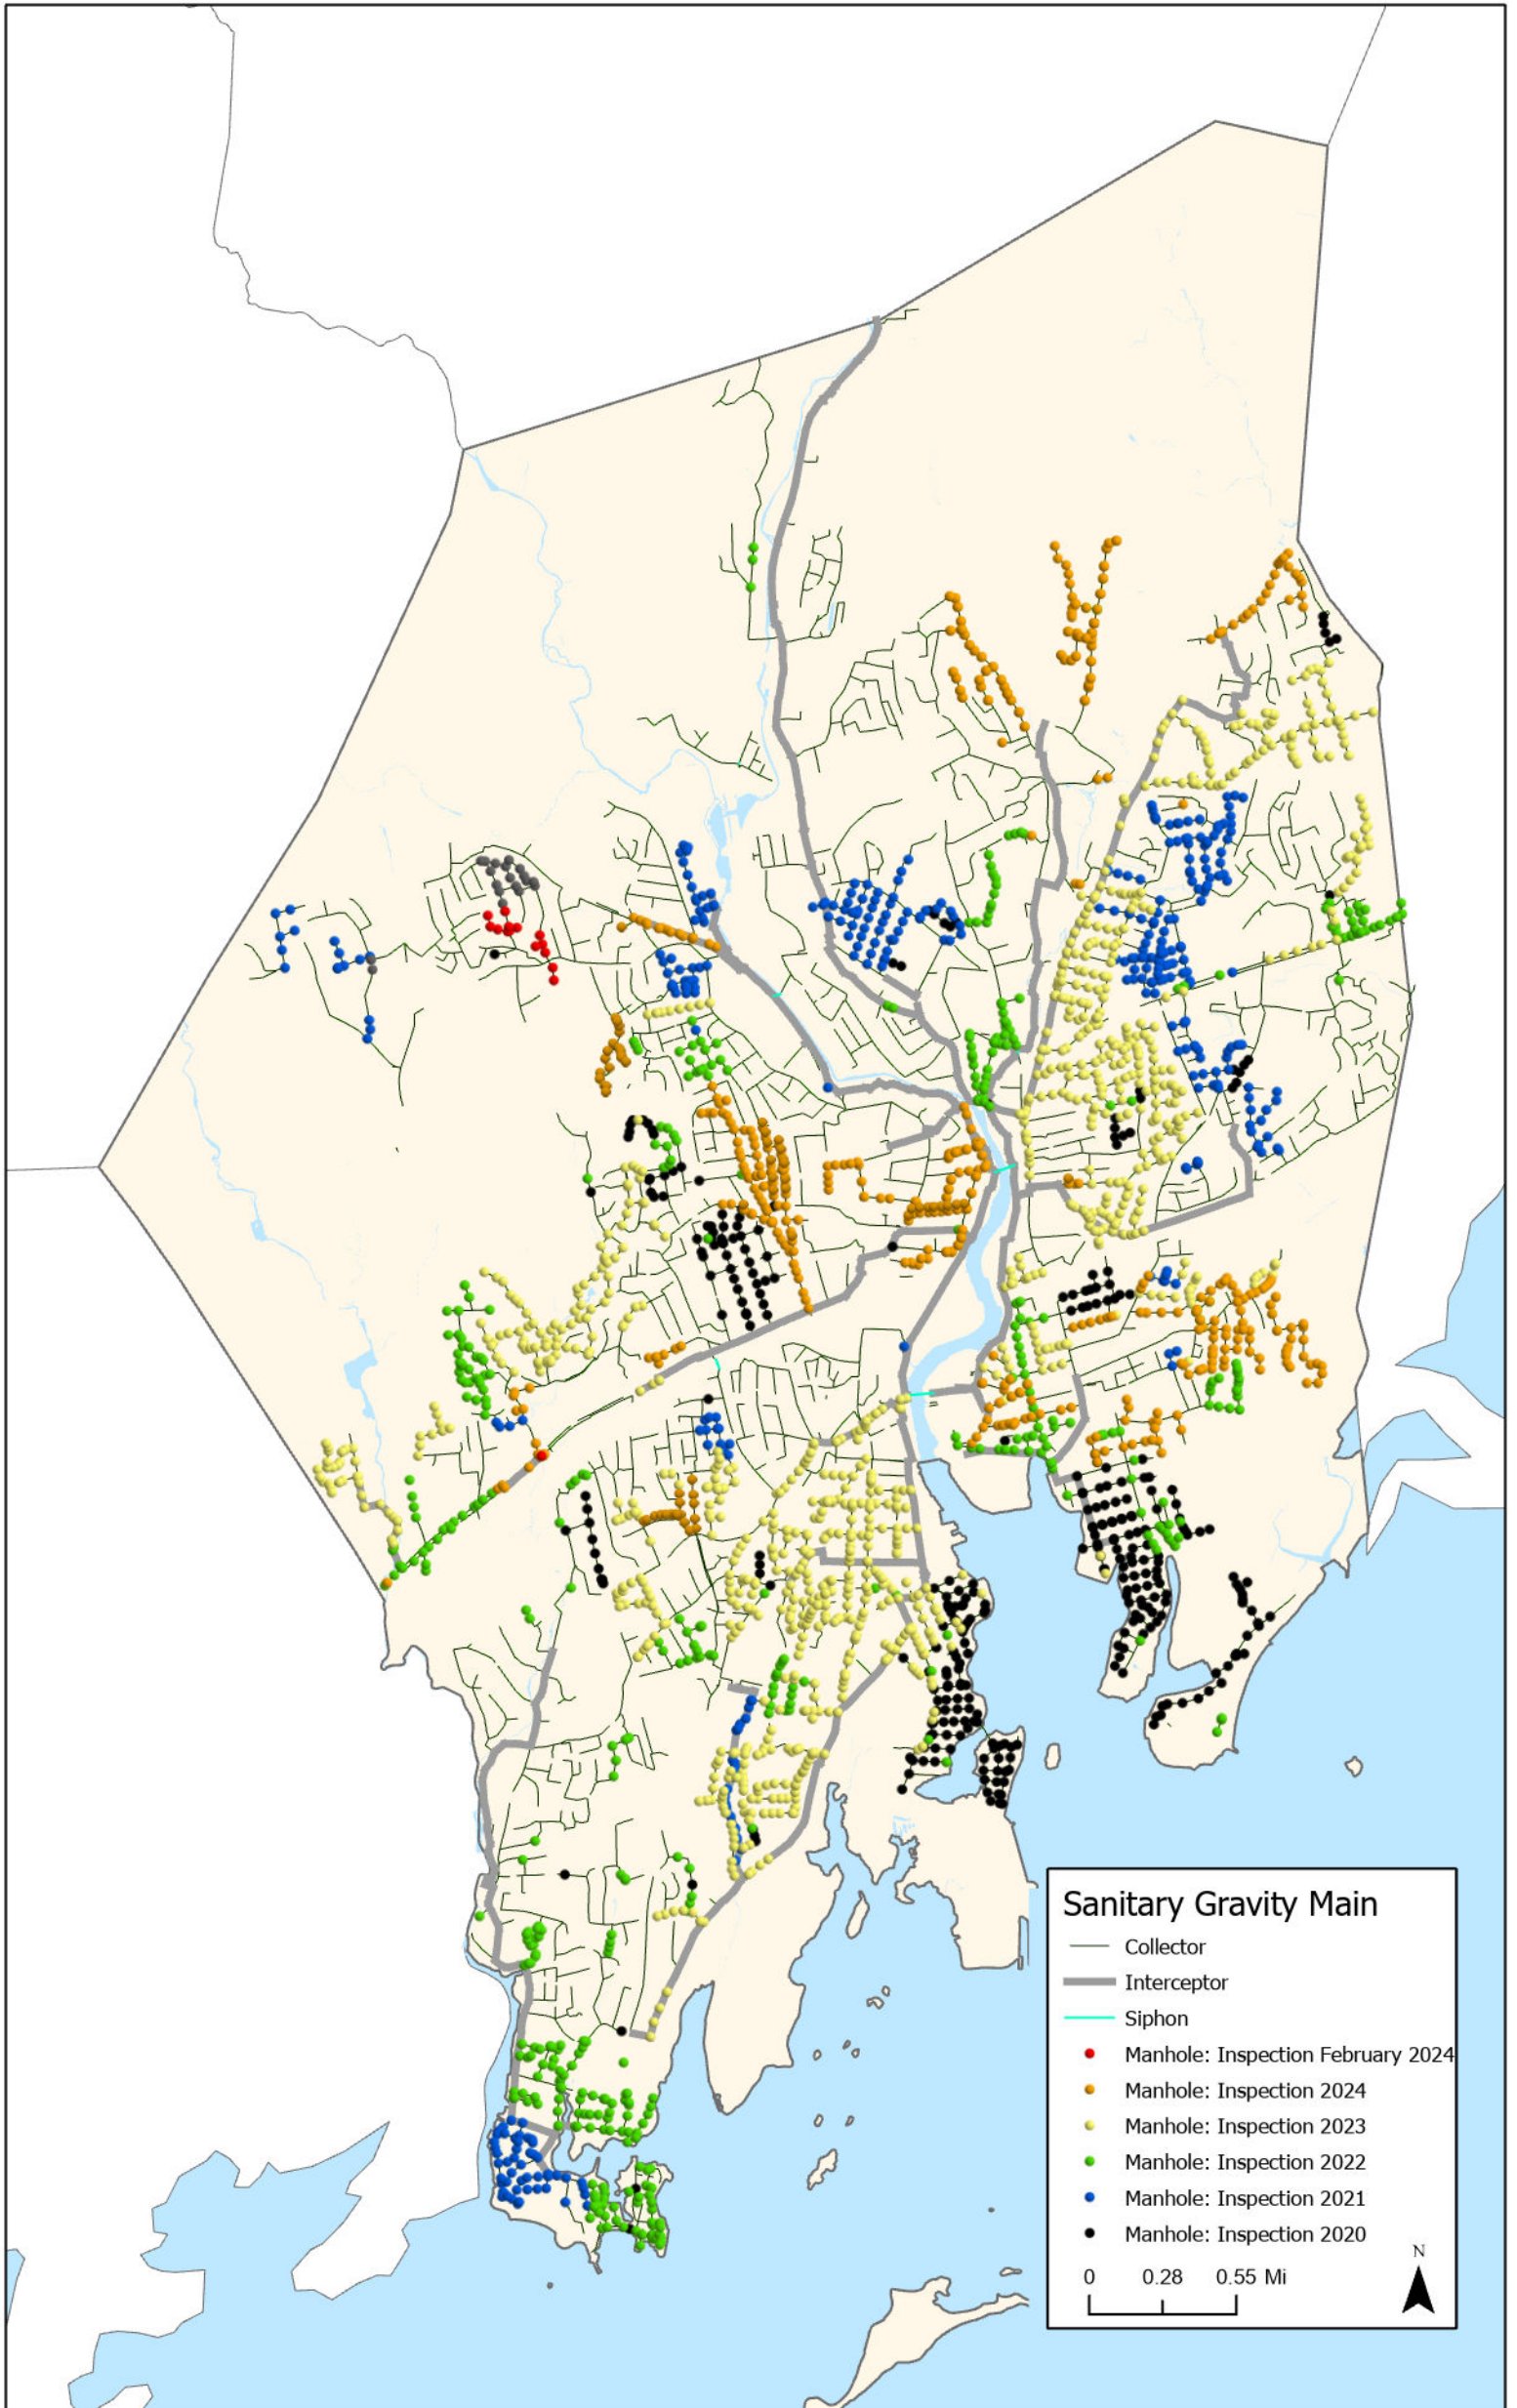 Sanitary Gravity Main
Collector
Interceptor
Siphon
Manhole: Inspection February 2024
Manhole: Inspection 2024
Manhole: Inspection 2023
Manhole: Inspection 2022
Manhole: Inspection 2021
Manhole: Inspection 2020
N
0 0.28 0.55 Mi